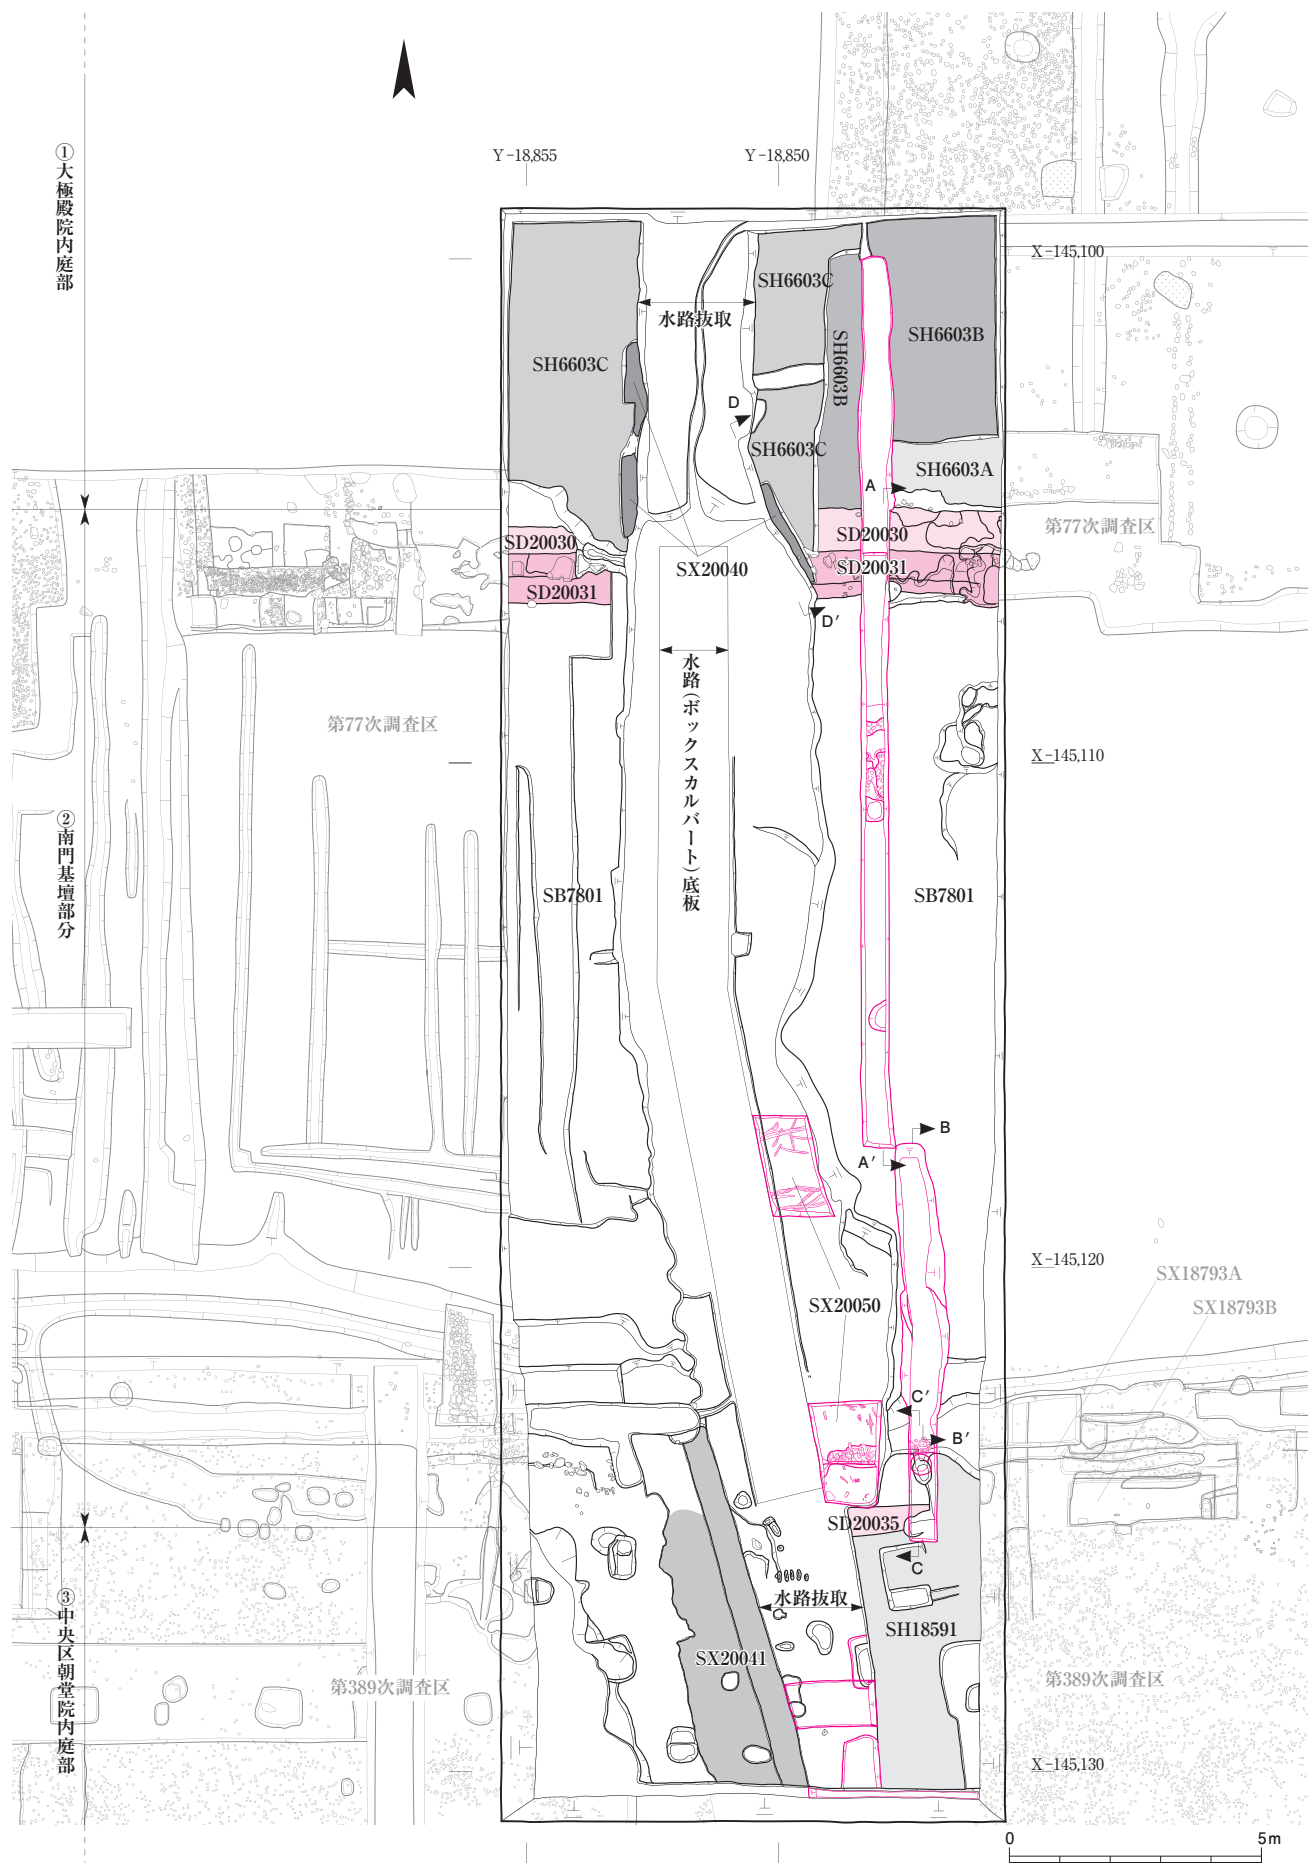 Y-18,855
Y-18,850
①大極殿院内庭部
X-145,100
SH6603C
水路抜取
SH6603B
SH6603B
SH6603C
D
SH6603C
SH6603A
A
第77次調査区
SD20030
SD20030
SX20040
SD20031
SD20031
D′
水路(ボックスカルバート)底板
第77次調査区
X-145,110
②南門基壇部分
SB7801
SB7801
B
A′
X-145,120
SX18793A
SX18793B
SX20050
C′
B′
SD20035
C
③中央区朝堂院内庭部
水路抜取
SH18591
SX20041
第389次調査区
第389次調査区
X-145,130
0
5m